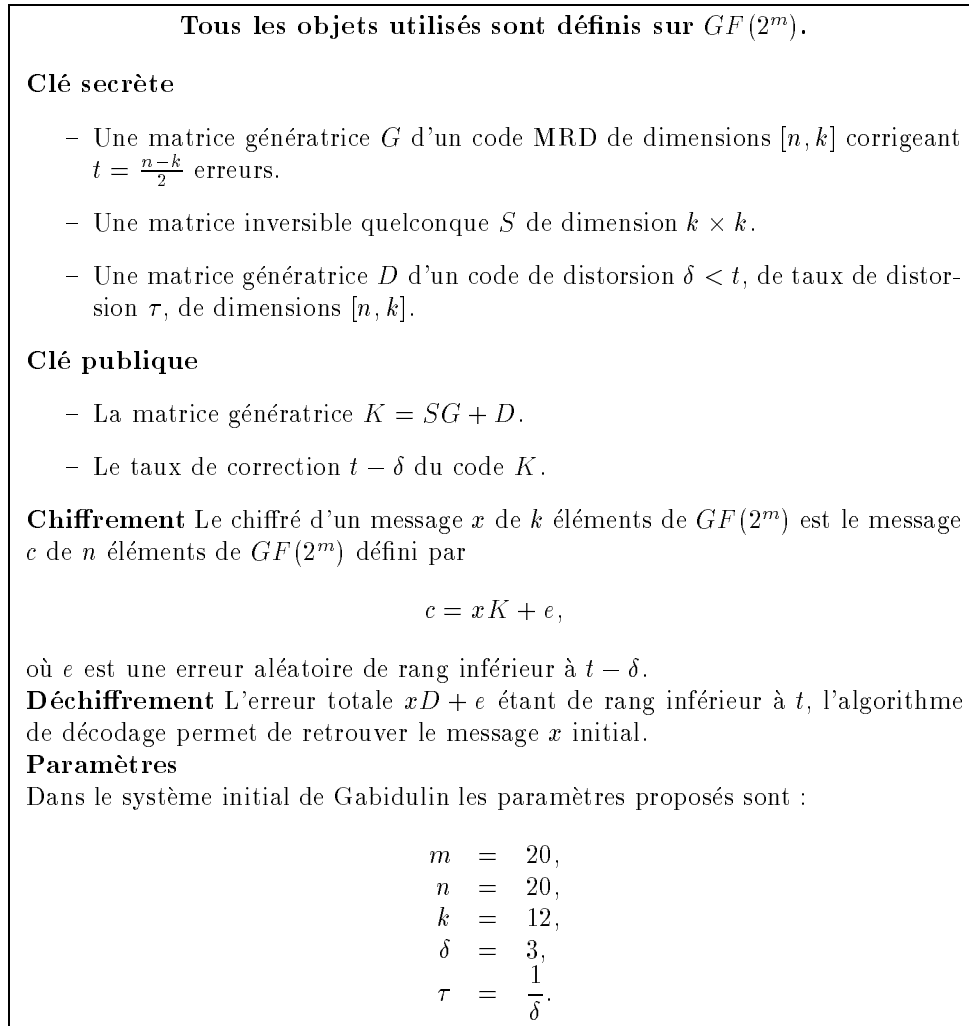 Tous les objets utilisés sont définis sur GF(2^m).
Clé secrète
– Une matrice génératrice G d'un code MRD de dimensions [n, k] corrigeant
t = \frac{n-k}{2} erreurs.
– Une matrice inversible quelconque S de dimension k × k.
– Une matrice génératrice D d'un code de distorsion δ < t, de taux de distor-
sion τ, de dimensions [n, k].
Clé publique
– La matrice génératrice K = SG + D.
– Le taux de correction t − δ du code K.
Chiffrement Le chiffré d'un message x de k éléments de GF(2^m) est le message
c de n éléments de GF(2^m) défini par
c = xK + e,
où e est une erreur aléatoire de rang inférieur à t − δ.
Déchiffrement L'erreur totale xD + e étant de rang inférieur à t, l'algorithme
de décodage permet de retrouver le message x initial.
Paramètres
Dans le système initial de Gabidulin les paramètres proposés sont :
m = 20,
n = 20,
k = 12,
δ = 3,
τ = \frac{1}{δ}.